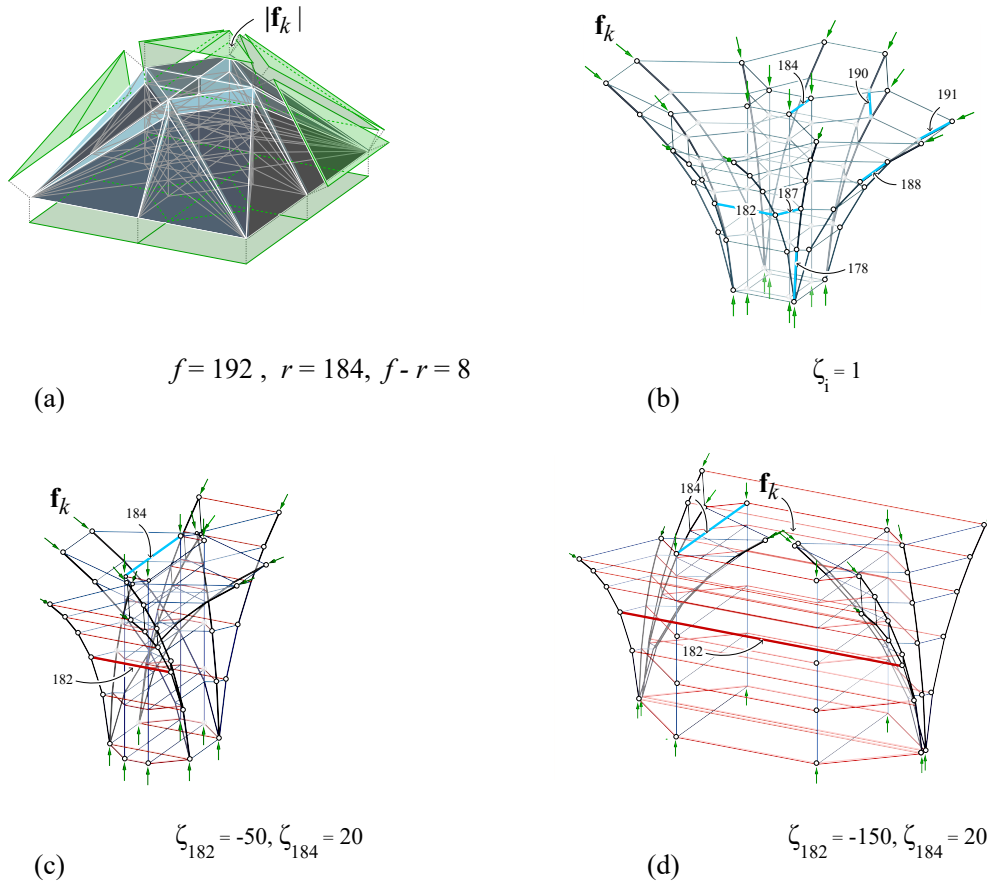 |f_k|
f = 192 , r = 184, f - r = 8
(a)
f_k
184
190
191
188
187
182
178
ζ_i = 1
(b)
f_k
184
182
ζ_182 = -50, ζ_184 = 20
(c)
184
f_k
182
ζ_182 = -150, ζ_184 = 20
(d)